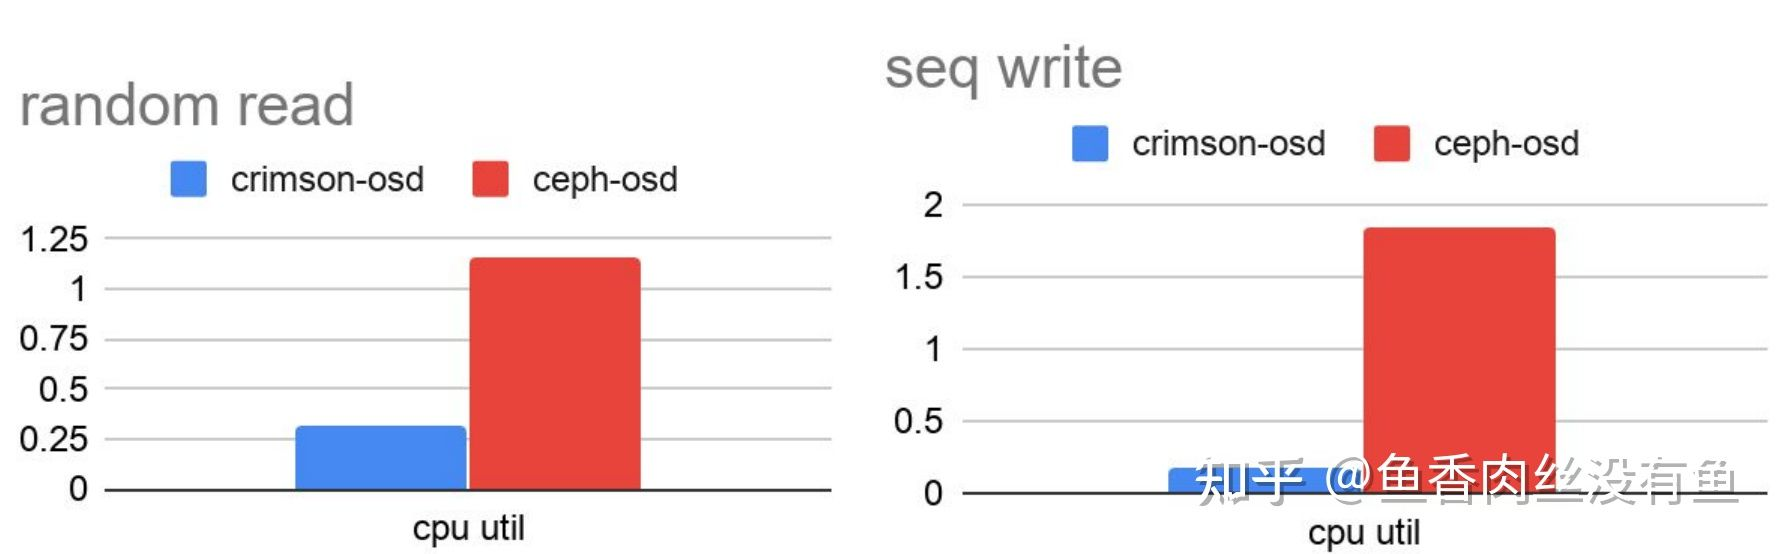 random read
crimson-osd
ceph-osd
1.25
1
0.75
0.5
0.25
0
cpu util
seq write
crimson-osd
ceph-osd
2
1.5
1
0.5
0
cpu util
知乎 @鱼香肉丝没有鱼